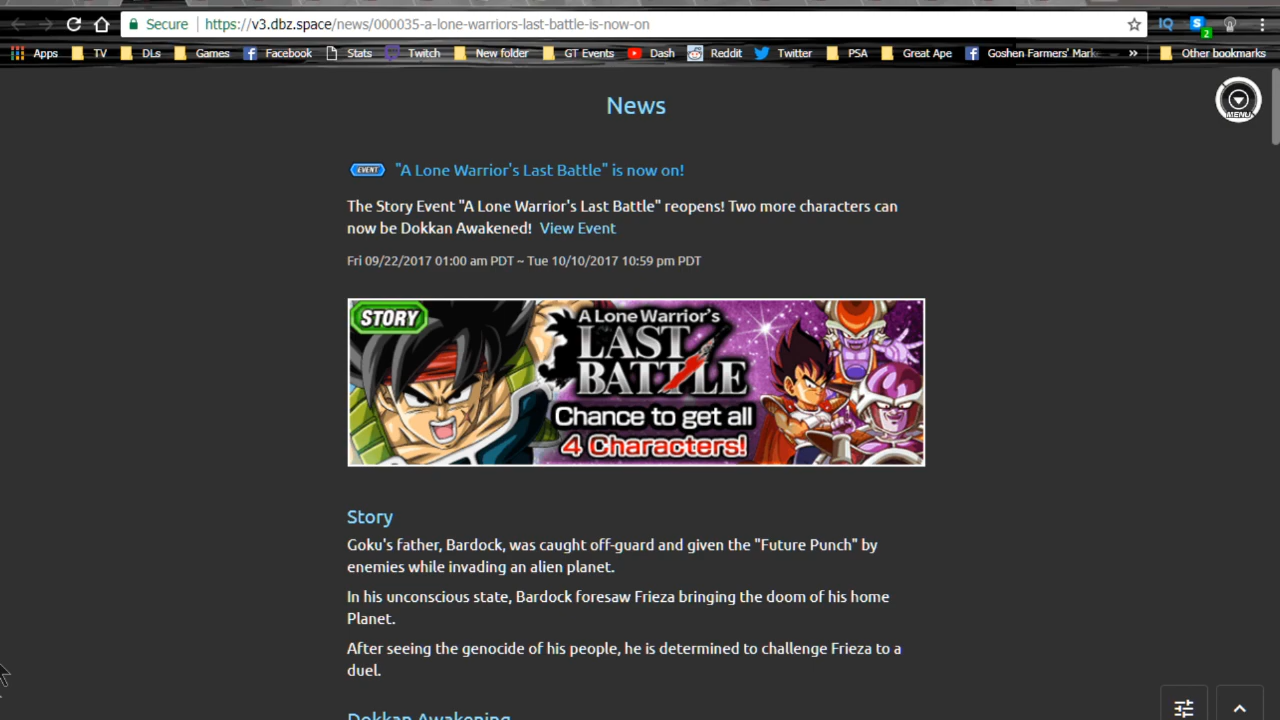 Secure
https://v3.dbz.space/news/000035-a-lone-warriors-last-battle-is-now-on
2
Apps TV DLs Games Facebook Stats Twitch New folder GT Events Dash Reddit Twitter PSA Great Ape Goshen Farmers' Mark » Other bookmarks
News
MENU
EVENT "A Lone Warrior's Last Battle" is now on!
The Story Event "A Lone Warrior's Last Battle" reopens! Two more characters can
now be Dokkan Awakened! View Event
Fri 09/22/2017 01:00 am PDT ~ Tue 10/10/2017 10:59 pm PDT
STORY
A Lone Warrior's
LAST
BATTLE
Chance to get all
4 Characters!
Story
Goku's father, Bardock, was caught off-guard and given the "Future Punch" by
enemies while invading an alien planet.
In his unconscious state, Bardock foresaw Frieza bringing the doom of his home
Planet.
After seeing the genocide of his people, he is determined to challenge Frieza to a
duel.
Dokkan Awakening